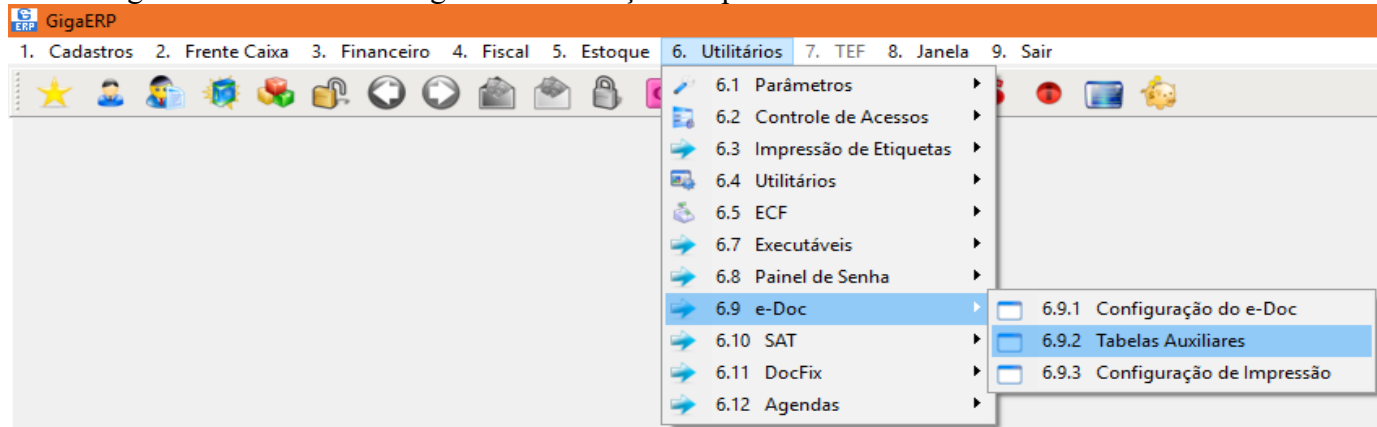 GigaERP
1. Cadastros 2. Frente Caixa 3. Financeiro 4. Fiscal 5. Estoque 6. Utilitários 7. TEF 8. Janela 9. Sair
6.1 Parâmetros
6.2 Controle de Acessos
6.3 Impressão de Etiquetas
6.4 Utilitários
6.5 ECF
6.7 Executáveis
6.8 Painel de Senha
6.9 e-Doc
6.10 SAT
6.11 DocFix
6.12 Agendas
6.9.1 Configuração do e-Doc
6.9.2 Tabelas Auxiliares
6.9.3 Configuração de Impressão